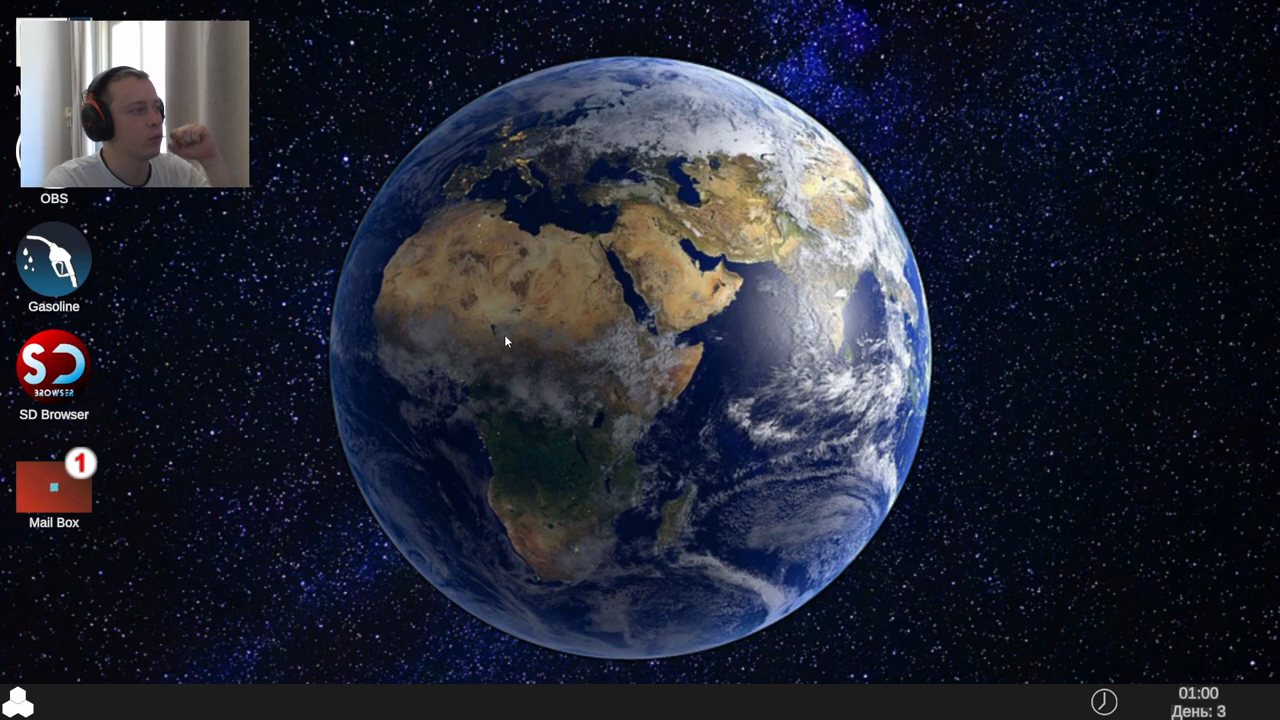 OBS
Gasoline
SD
BROWSER
SD Browser
1
Mail Box
01:00
День: 3